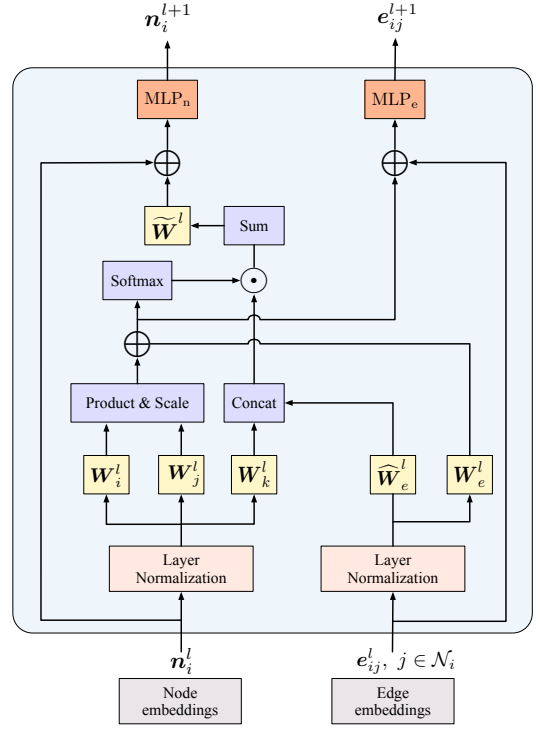 n_i^{l+1} e_{ij}^{l+1}
MLP_n MLP_e
W̃^l Sum
Softmax
Product & Scale Concat
W_i^l W_j^l W_k^l Ŵ_e^l W_e^l
Layer
Normalization
Layer
Normalization
n_i^l e_{ij}^l, j ∈ 𝒩_i
Node
embeddings
Edge
embeddings